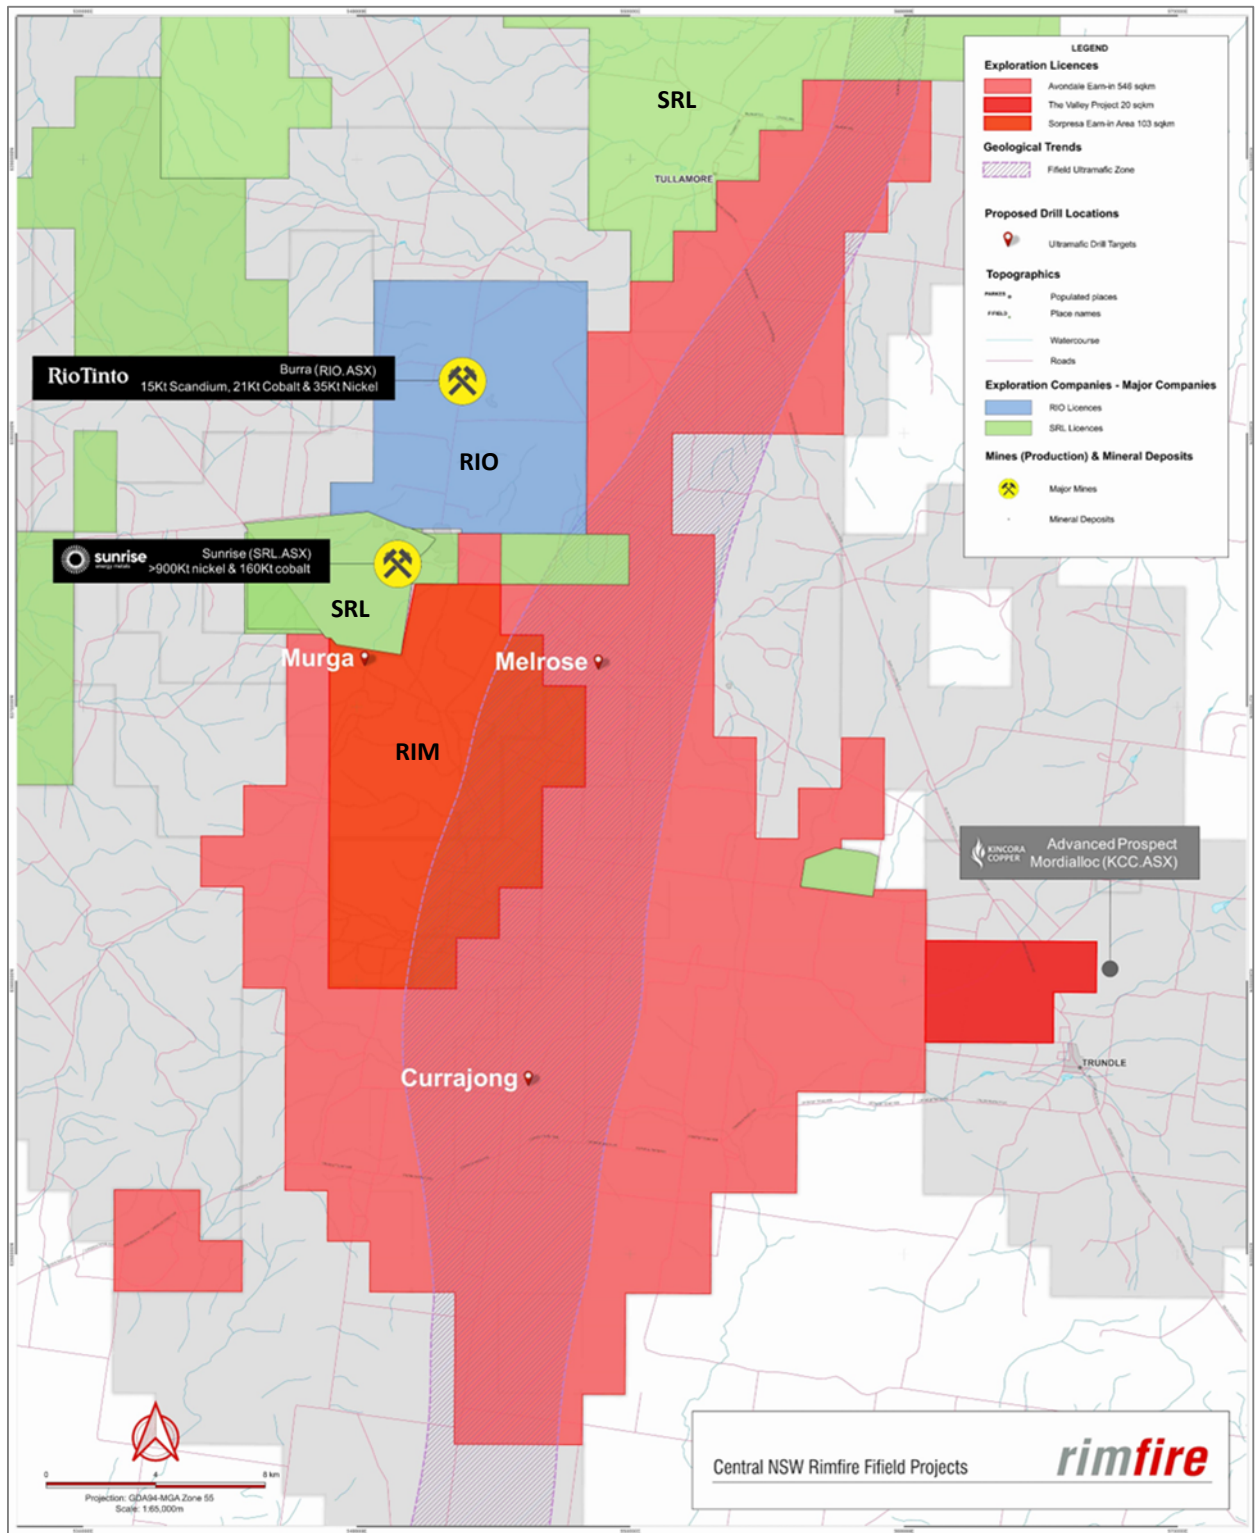 LEGEND
Exploration Licences
Avondale Earn-in 546 sqkm
The Valley Project 20 sqkm
Sorpresa Earn-in Area 103 sqkm
Geological Trends
Fifield Ultramafic Zone
Proposed Drill Locations
Ultramafic Drill Targets
Topographics
PARKES
Populated places
FIFIELD
Place names
Watercourse
Roads
Exploration Companies - Major Companies
RIO Licences
SRL Licences
Mines (Production) & Mineral Deposits
Major Mines
Mineral Deposits
SRL
TULLAMORE
RioTinto
Burra (RIO.ASX)
15Kt Scandium, 21Kt Cobalt & 35Kt Nickel
RIO
sunrise
energy metals
Sunrise (SRL.ASX)
>900Kt nickel & 160Kt cobalt
SRL
Murga
Melrose
RIM
KINCORA
COPPER
Advanced Prospect
Mordialloc (KCC.ASX)
TRUNDLE
Currajong
0 4 8 km
Projection: GDA94-MGA Zone 55
Scale: 1:65,000m
Central NSW Rimfire Fifield Projects
rimfire